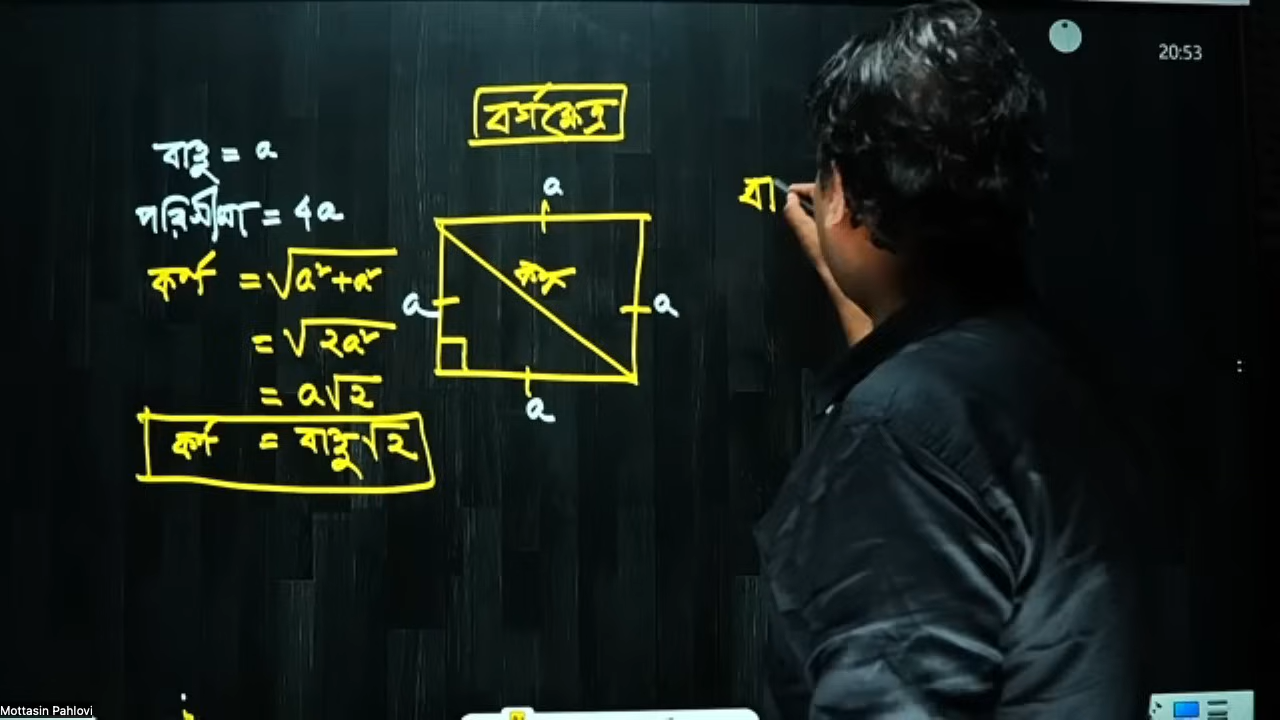 20:53
বর্গক্ষেত্র
বাহু = a
পরিসীমা = 4a
কর্ণ = √a²+a²
= √2a²
= a√2
কর্ণ = বাহু√2
a
কর্ণ
a
a
a
বা
Mottasin Pahlovi